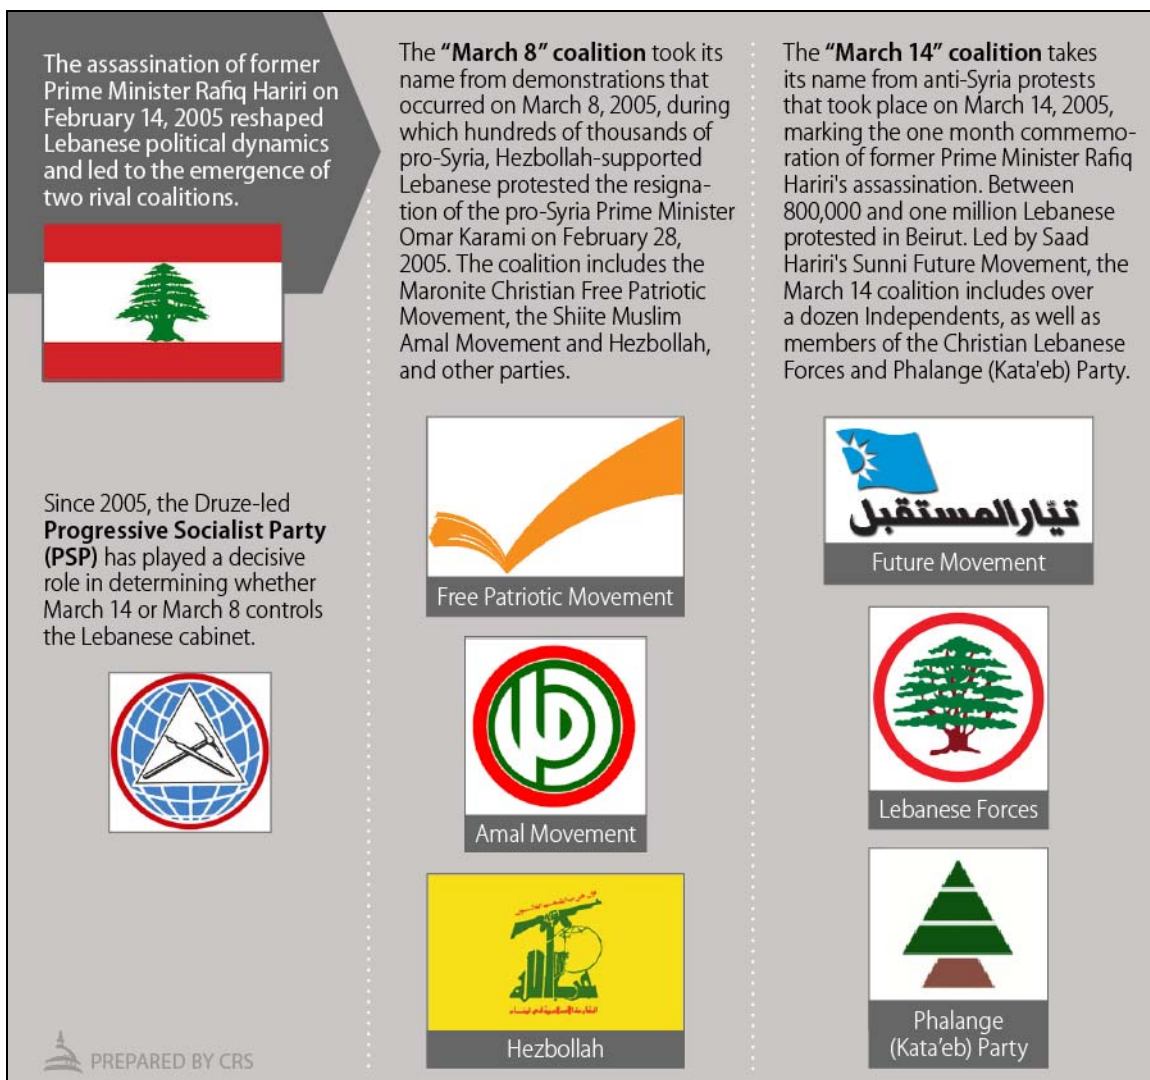 The assassination of former
Prime Minister Rafiq Hariri on
February 14, 2005 reshaped
Lebanese political dynamics
and led to the emergence of
two rival coalitions.
Since 2005, the Druze-led
Progressive Socialist Party
(PSP) has played a decisive
role in determining whether
March 14 or March 8 controls
the Lebanese cabinet.
PREPARED BY CRS
The “March 8” coalition took its
name from demonstrations that
occurred on March 8, 2005, during
which hundreds of thousands of
pro-Syria, Hezbollah-supported
Lebanese protested the resigna-
tion of the pro-Syria Prime Minister
Omar Karami on February 28,
2005. The coalition includes the
Maronite Christian Free Patriotic
Movement, the Shiite Muslim
Amal Movement and Hezbollah,
and other parties.
Free Patriotic Movement
Amal Movement
حزب الله
Hezbollah
The “March 14” coalition takes
its name from anti-Syria protests
that took place on March 14, 2005,
marking the one month commemo-
ration of former Prime Minister Rafiq
Hariri's assassination. Between
800,000 and one million Lebanese
protested in Beirut. Led by Saad
Hariri's Sunni Future Movement, the
March 14 coalition includes over
a dozen Independents, as well as
members of the Christian Lebanese
Forces and Phalange (Kata'eb) Party.
تيّار المستقبل
Future Movement
Lebanese Forces
Phalange
(Kata’eb) Party